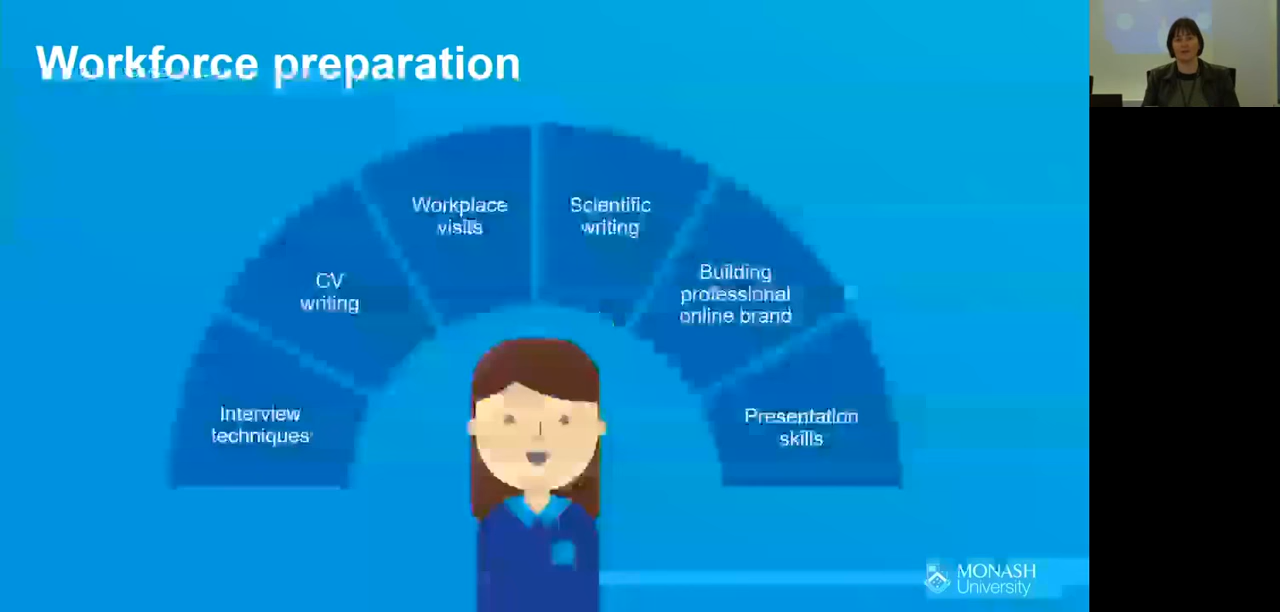 Workforce preparation
Interview
techniques
CV
writing
Workplace
visits
Scientific
writing
Building
professional
online brand
Presentation
skills
MONASH
University